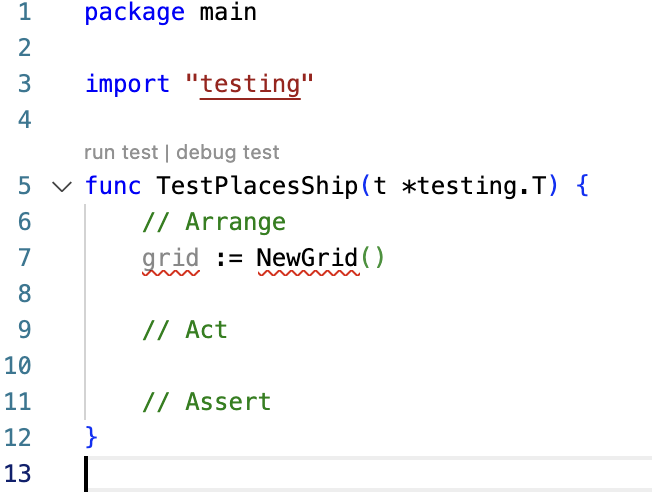 1 package main
2
3 import "testing"
4
run test | debug test
5 func TestPlacesShip(t *testing.T) {
6 // Arrange
7 grid := NewGrid()
8
9 // Act
10
11 // Assert
12 }
13